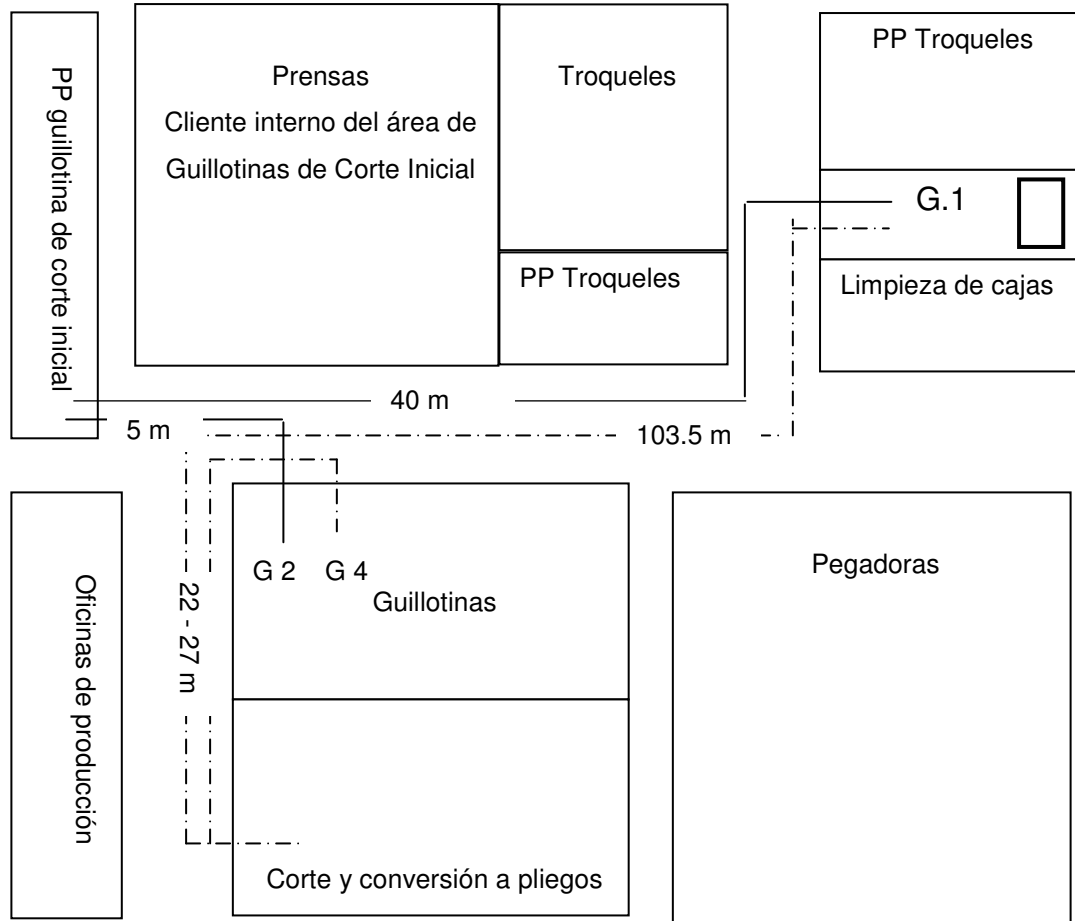 PP guillotina de corte inicial
Prensas
Cliente interno del área de
Guillotinas de Corte Inicial
Troqueles
PP Troqueles
PP Troqueles
G.1
Limpieza de cajas
40 m
5 m
103.5 m
Oficinas de producción
22 - 27 m
G 2
G 4
Guillotinas
Corte y conversión a pliegos
Pegadoras